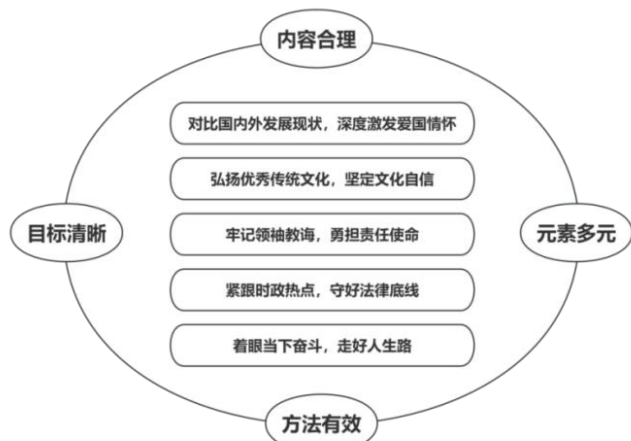 内容合理
对比国内外发展现状，深度激发爱国情怀
弘扬优秀传统文化，坚定文化自信
目标清晰
牢记领袖教诲，勇担责任使命
元素多元
紧跟时政热点，守好法律底线
着眼当下奋斗，走好人生路
方法有效